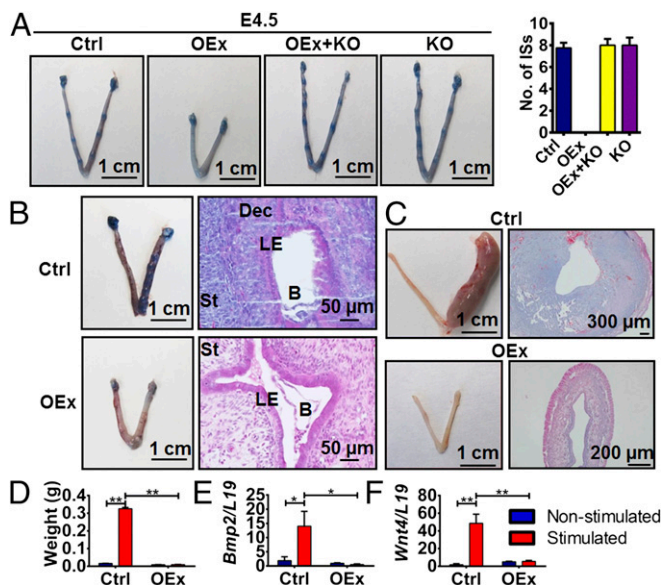 A
E4.5
Ctrl OEx OEx+KO KO
1 cm 1 cm 1 cm 1 cm
No. of ISs
10
8
6
4
2
0
Ctrl OEx OEx+KO KO
B
Ctrl
1 cm
Dec
LE
B
St
50 µm
OEx
1 cm
St
LE
B
50 µm
C
Ctrl
1 cm
300 µm
OEx
1 cm
200 µm
D
Weight (g)
0.4
0.3
0.2
0.1
0.0
** **
Ctrl OEx
E
Bmp2/L19
25
20
15
10
5
0
* *
Ctrl OEx
F
Wnt4/L19
80
60
40
20
0
** **
Ctrl OEx
Non-stimulated
Stimulated